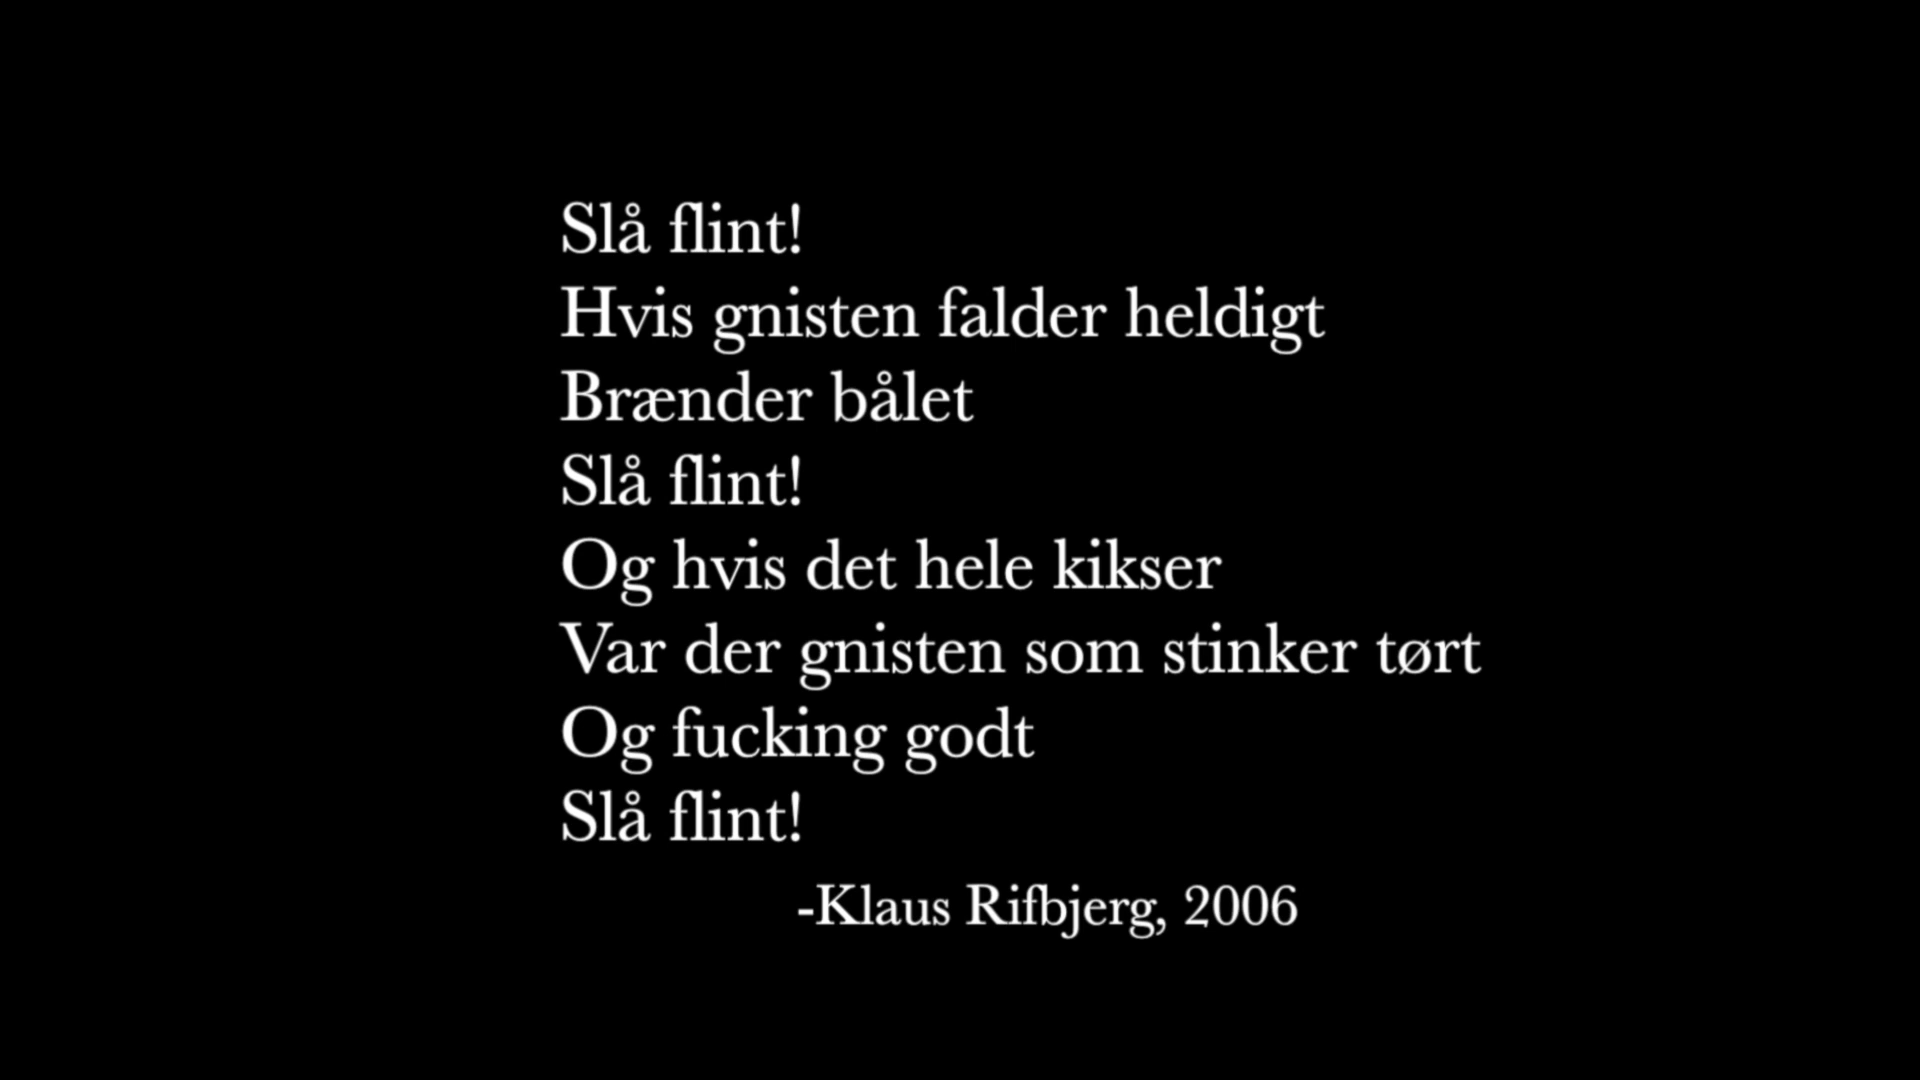 Slå flint!
Hvis gnisten falder heldigt
Brænder bålet
Slå flint!
Og hvis det hele kikser
Var der gnisten som stinker tørt
Og fucking godt
Slå flint!
-Klaus Rifbjerg, 2006